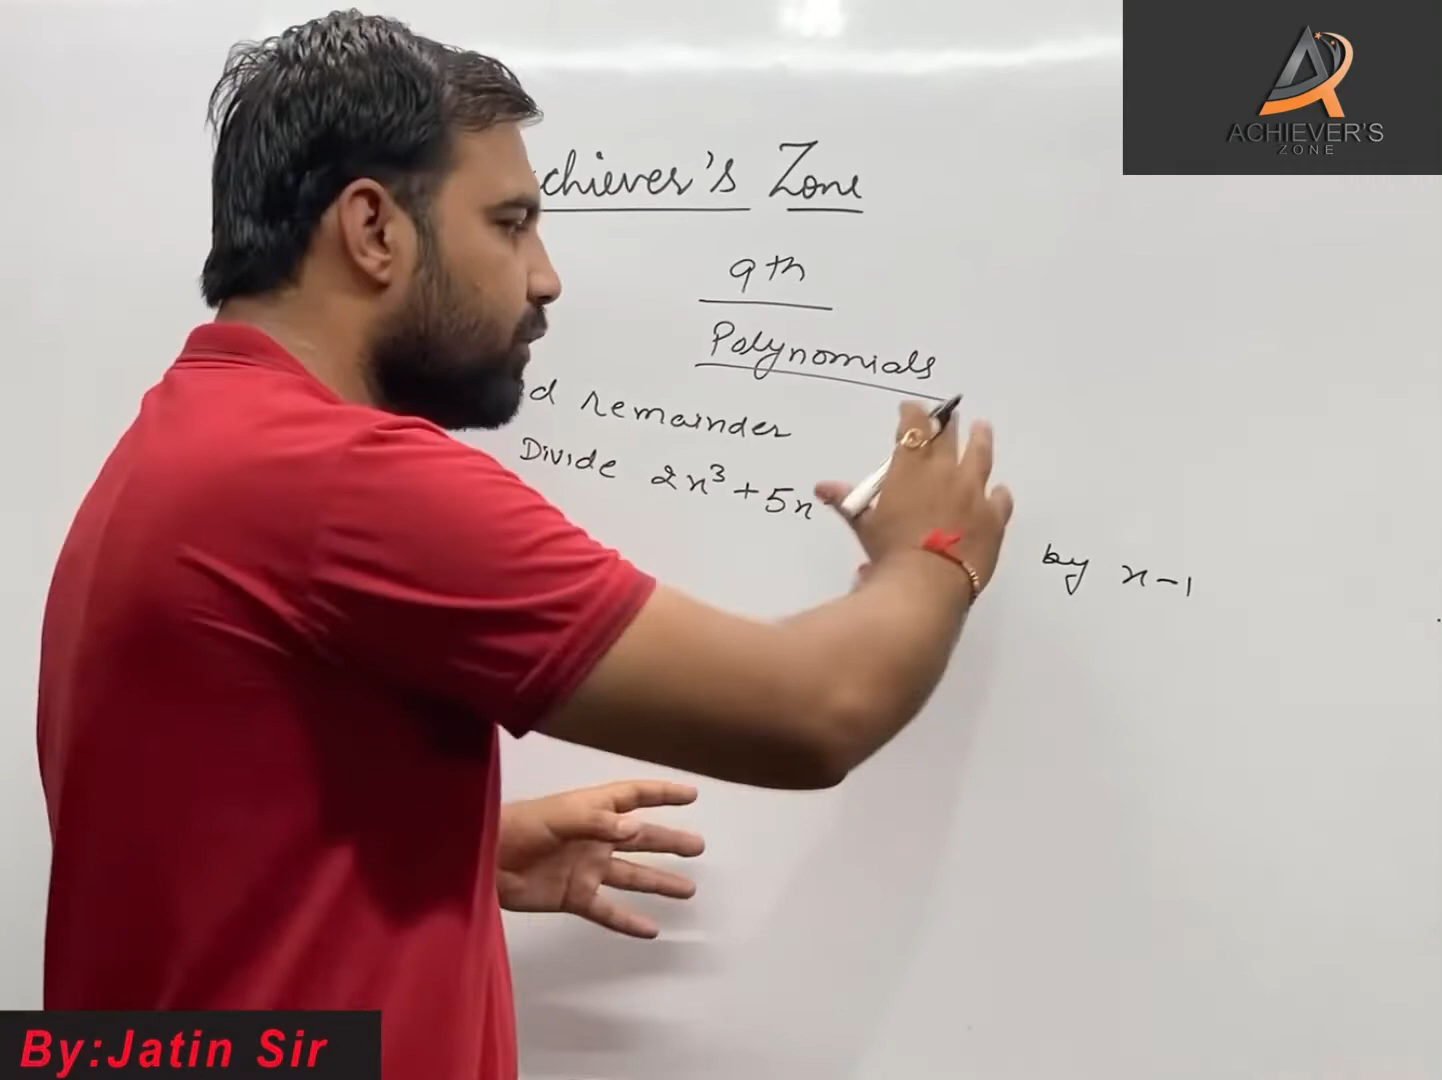 ACHIEVER'S
ZONE
chiever's Zone
9th
Polynomials
d remainder
Divide 2x³ + 5x by x-1
By:Jatin Sir